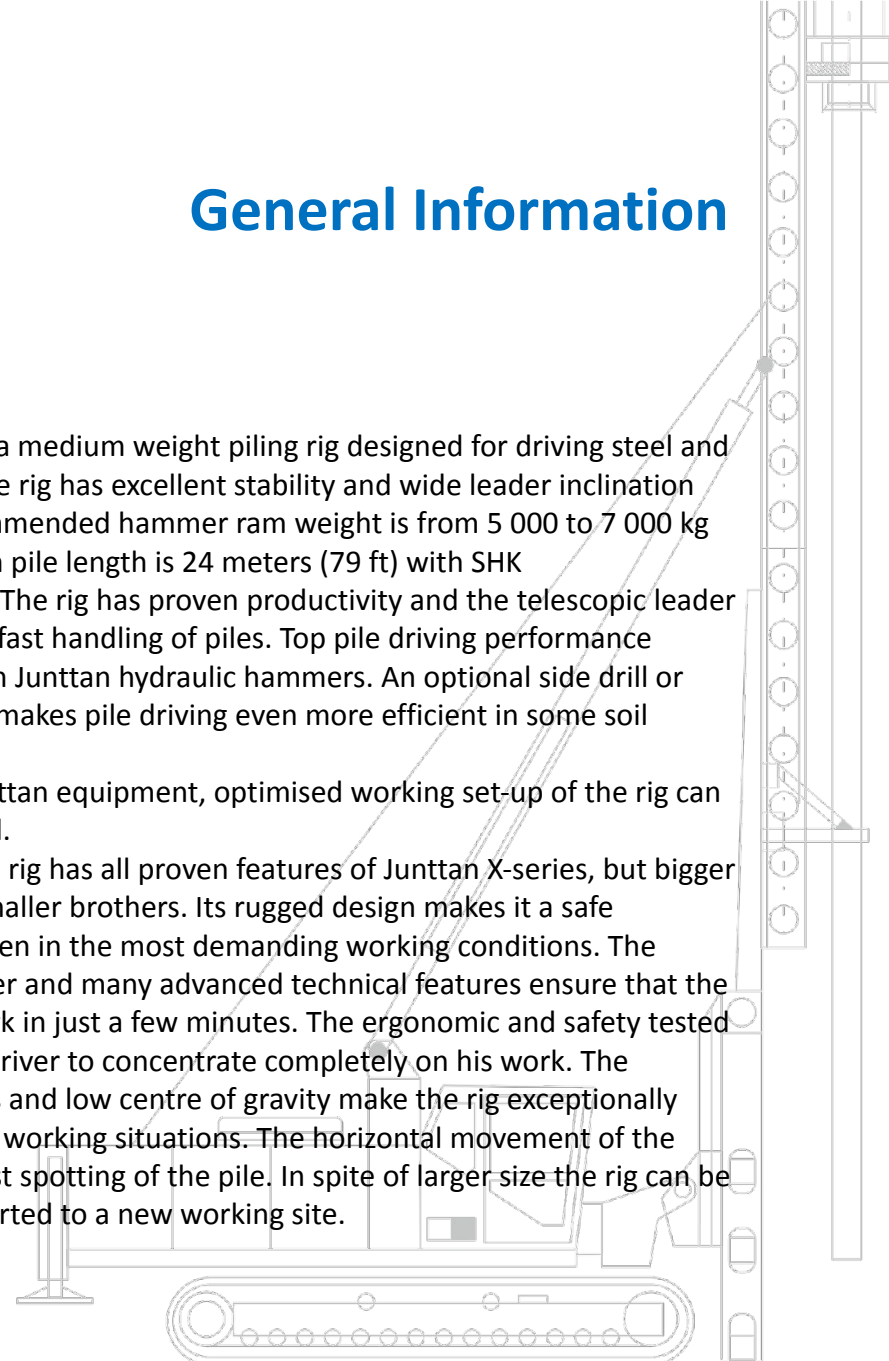 General Information
a medium weight piling rig designed for driving steel and
e rig has excellent stability and wide leader inclination
mmended hammer ram weight is from 5 000 to 7 000 kg
n pile length is 24 meters (79 ft) with SHK
The rig has proven productivity and the telescopic leader
fast handling of piles. Top pile driving performance
n Junttan hydraulic hammers. An optional side drill or
makes pile driving even more efficient in some soil
ttan equipment, optimised working set-up of the rig can
l.
rig has all proven features of Junttan X-series, but bigger
maller brothers. Its rugged design makes it a safe
en in the most demanding working conditions. The
er and many advanced technical features ensure that the
rk in just a few minutes. The ergonomic and safety tested
river to concentrate completely on his work. The
s and low centre of gravity make the rig exceptionally
working situations. The horizontal movement of the
st spotting of the pile. In spite of larger size the rig can be
rted to a new working site.